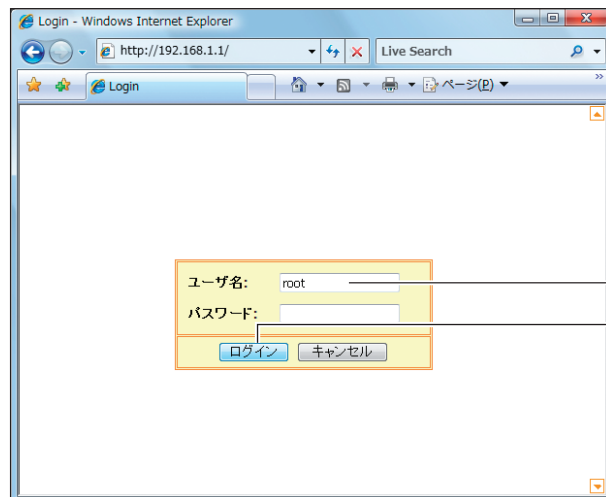 Login - Windows Internet Explorer
http://192.168.1.1/
Live Search
Login
ページ(P)
ユーザ名: root
パスワード:
ログイン キャンセル